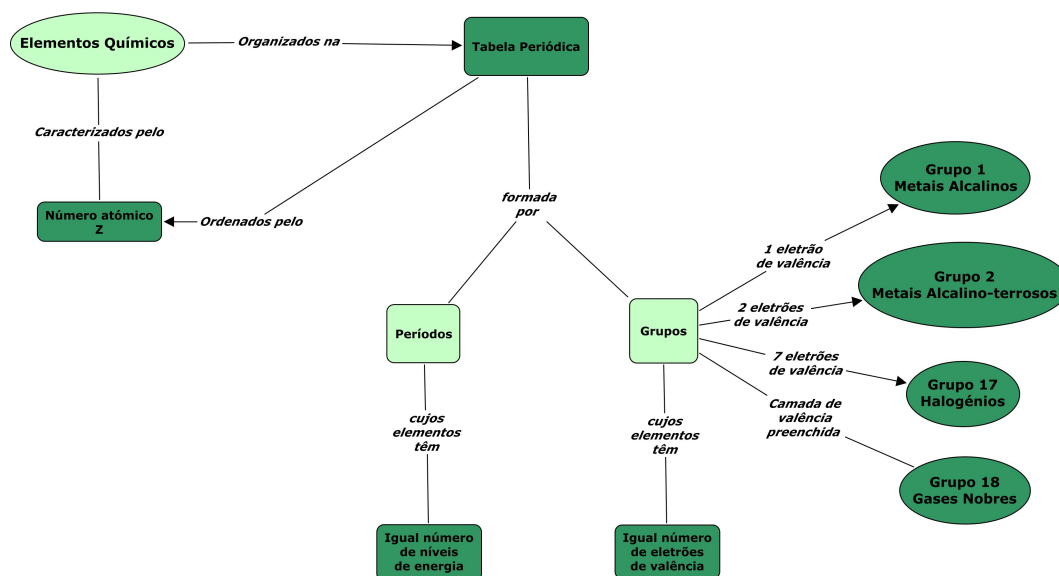 Elementos Químicos
Organizados na
Tabela Periódica
Caracterizados pelo
Número atómico
Z
Ordenados pelo
formada
por
Grupo 1
Metais Alcalinos
1 eletrão
de valência
Grupo 2
Metais Alcalino-terrosos
2 eletrões
de valência
Períodos
Grupos
7 eletrões
de valência
Grupo 17
Halogénios
Camada de
valência
preenchida
Grupo 18
Gases Nobres
cujos
elementos
têm
cujos
elementos
têm
Igual número
de níveis
de energia
Igual número
de eletrões
de valência